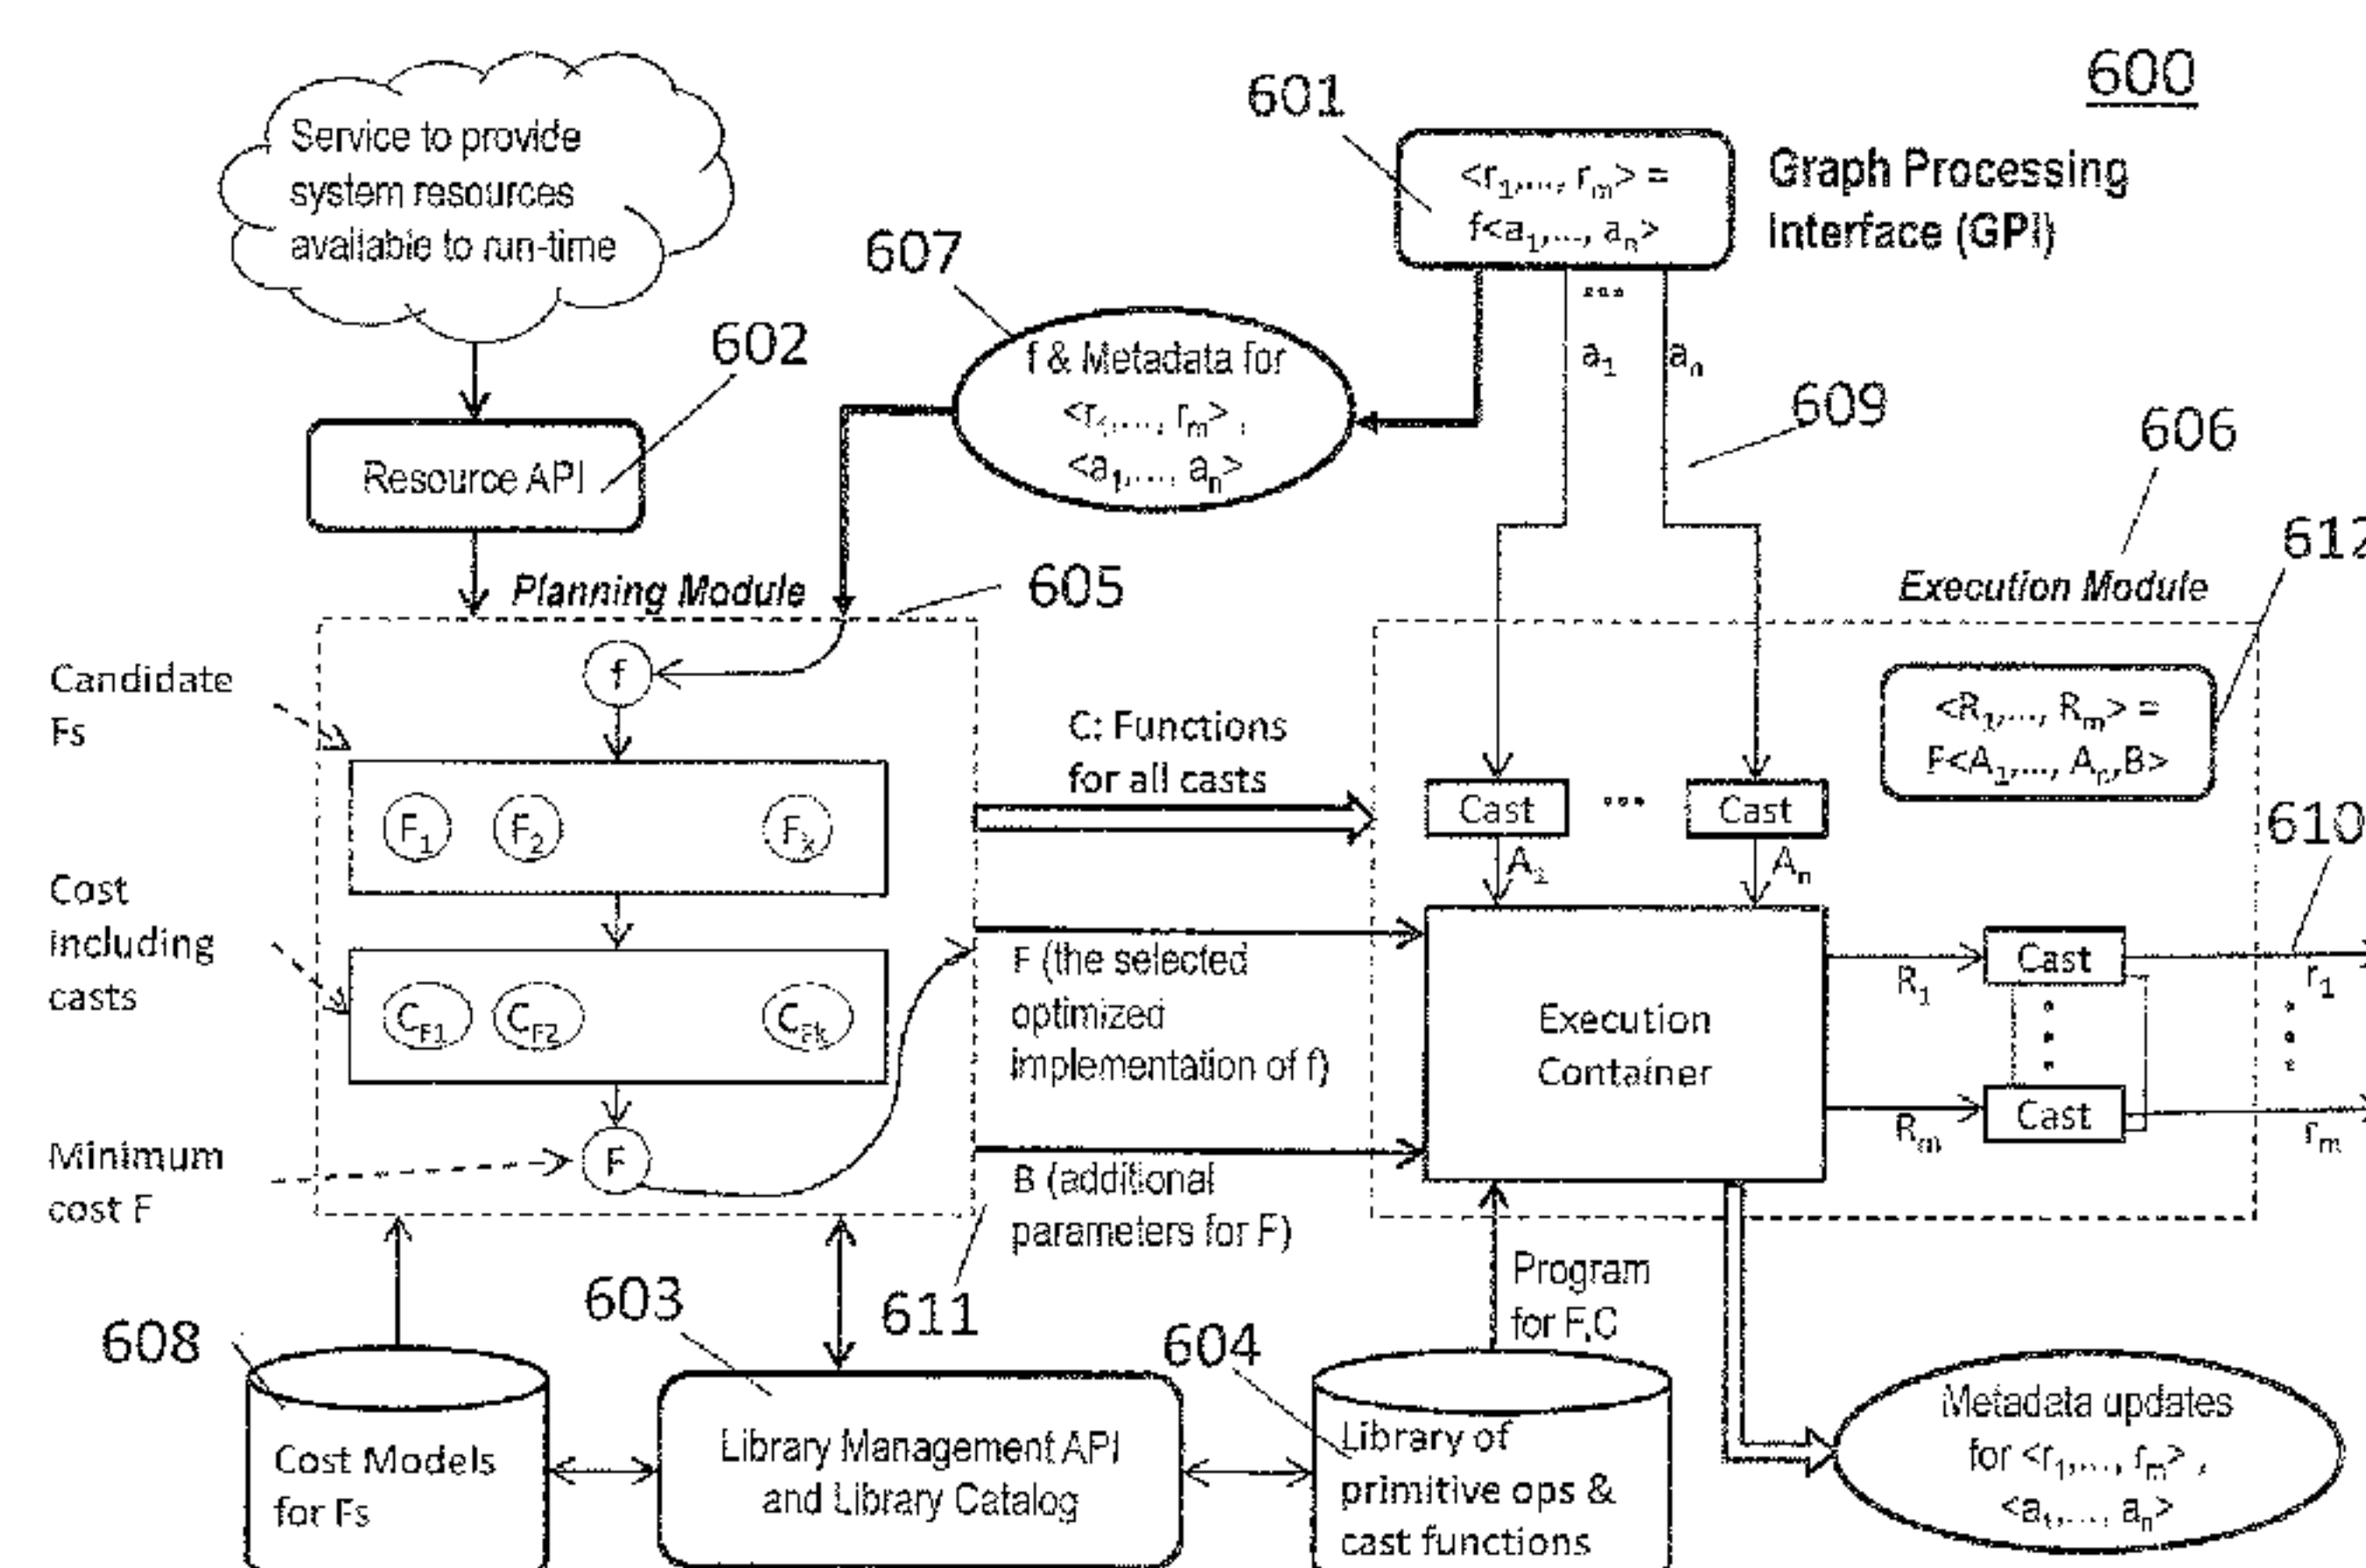 600
601
Service to provide
system resources
available to run-time
<r₁,..., rₘ> =
f<a₁,..., aₙ>
Graph Processing
Interface (GPI)
607
...
602
f & Metadata for
<r₁,..., rₘ> ,
<a₁,..., aₙ>
a₁
aₙ
609
606
Resource API
612
Planning Module
605
Execution Module
Candidate
Fs
f
C: Functions
for all casts
<R₁,..., Rₘ> =
F<A₁,..., Aₙ,B>
F₁
F₂
Cast
...
Cast
610
A₁
Aₙ
Cost
including
casts
F (the selected
optimized
implementation of f)
Execution
Container
R₁
Cast
r₁
C_F1
C_F2
C_Fk
Minimum
cost F
F
B (additional
parameters for F)
Rₘ
Cast
rₘ
608
603
611
604
Program
for F,C
Cost Models
for Fs
Library Management API
and Library Catalog
Library of
primitive ops &
cast functions
Metadata updates
for <r₁,..., rₘ> ,
<a₁,..., aₙ>